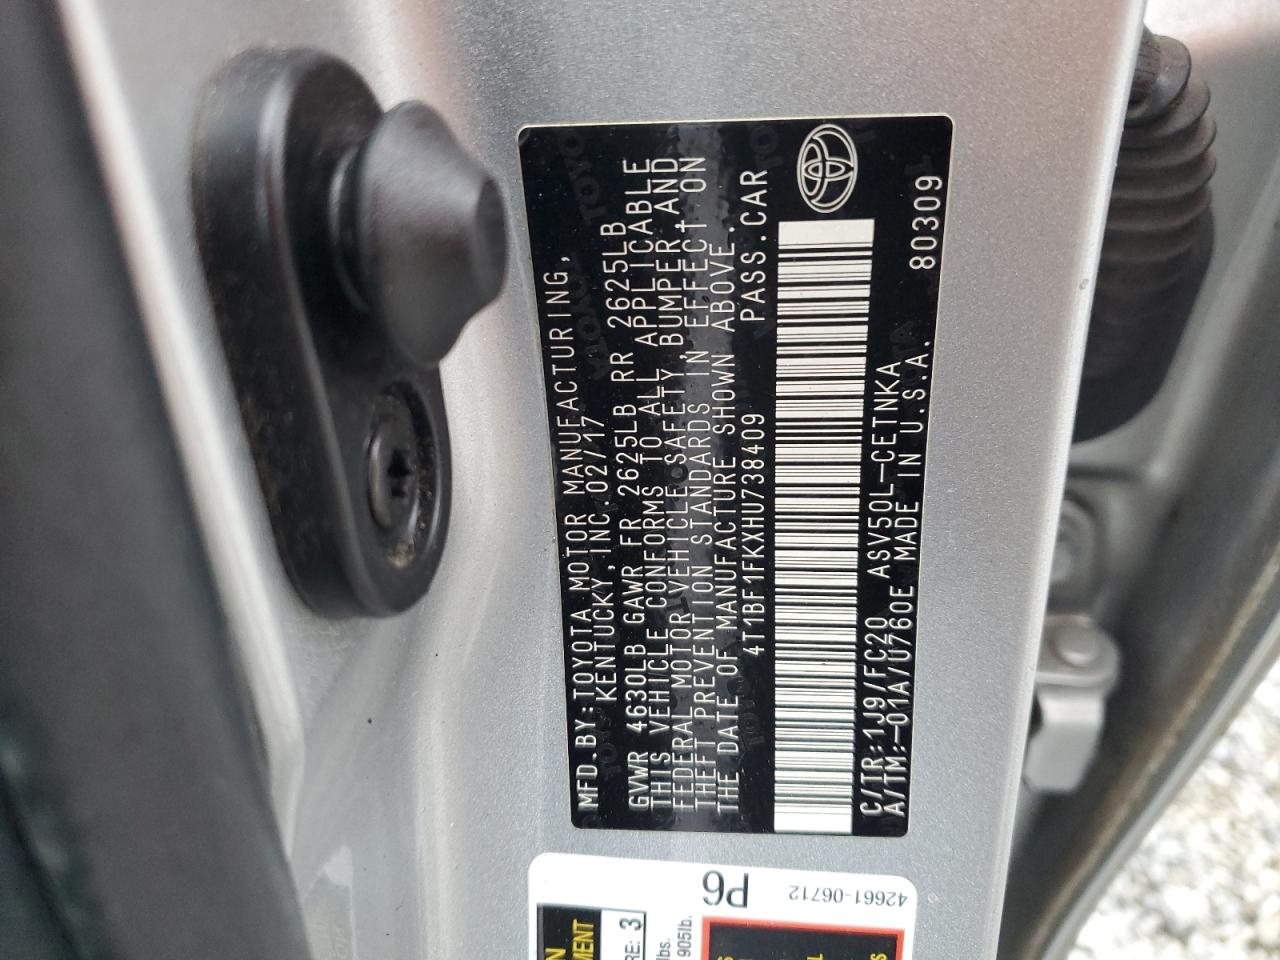 MFD.BY:TOYOTA MOTOR MANUFACTURING,
KENTUCKY,INC.02/17
GVWR 4630LB GAWR FR 2625LB RR 2625LB
THIS VEHICLE CONFORMS TO ALL APPLICABLE
FEDERAL MOTOR VEHICLE SAFETY,BUMPER,AND
THEFT PREVENTION STANDARDS IN EFFECT ON
THE DATE OF MANUFACTURE SHOWN ABOVE.
4T1BF1FKXHU738409 PASS.CAR
C/TR:1J9/FC20 ASV50L-CETNKA
A/TM:-01A/U760E MADE IN U.S.A.
80309
P6
42661-06712
3
lbs.
905lb.